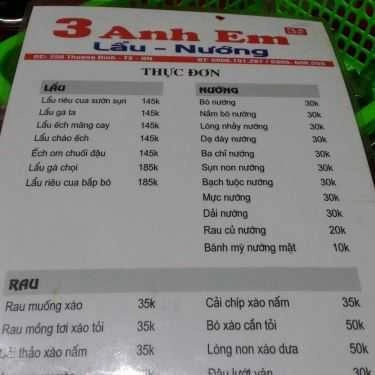 3 Anh Em
Lẩu - Nướng
THỰC ĐƠN
LẨU
Lẩu riêu cua sườn sụn 145k
Lẩu gà ta 145k
Lẩu ếch măng cay 145k
Lẩu cháo ếch 145k
Ếch om chuối đậu 145k
Lẩu gà chọi 185k
Lẩu riêu cua bắp bò 185k
NƯỚNG
Bò nướng 30k
Nầm bò nướng 30k
Lòng nhảy nướng 30k
Dạ dày nướng 30k
Ba chỉ nướng 30k
Sụn non nướng 30k
Bạch tuộc nướng 30k
Mực nướng 30k
Dải nướng 30k
Rau củ nướng 20k
Bánh mỳ nướng mật 10k
RAU
Rau muống xào 35k
Rau mồng tơi xào tỏi 35k
thảo xào nấm 35k
Cải chíp xào nấm 35k
Bò xào cần tỏi 50k
Lòng non xào dưa 50k
30k